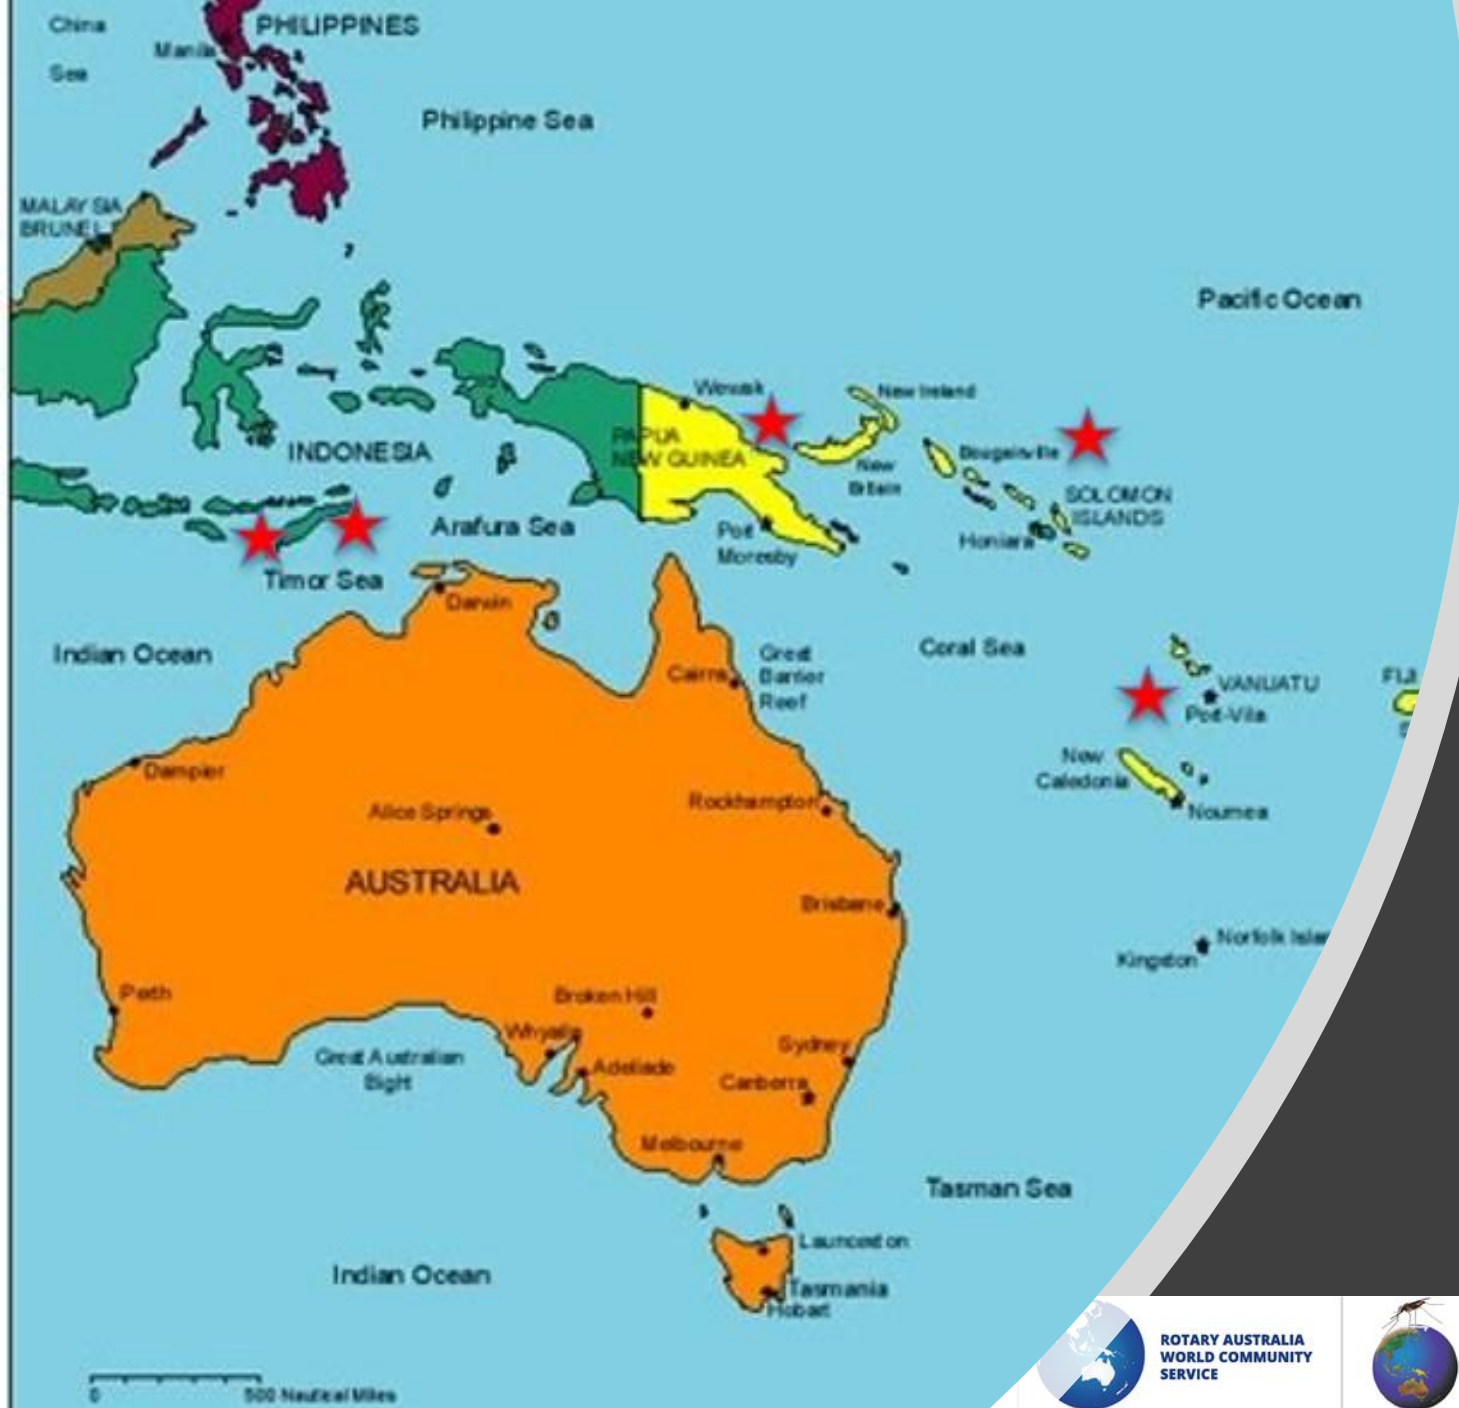 China
PHILIPPINES
Manila
Sea
Philippine Sea
MALAYSIA
BRUNEI
Pacific Ocean
Wewak
New Ireland
PAPUA
NEW GUINEA
INDONESIA
Bougainville
New
Britain
SOLOMON
ISLANDS
Arafura Sea
Port
Moresby
Honiara
Timor Sea
Darwin
Indian Ocean
Coral Sea
Great
Barrier
Reef
Cairns
VANUATU
Port-Vila
FIJI
New
Caledonia
Dampier
Rockhampton
Alice Springs
Noumea
AUSTRALIA
Brisbane
Norfolk Islan
Kingston
Perth
Broken Hill
Whyalla
Sydney
Great Australian
Bight
Adeliade
Canberra
Melbourne
Tasman Sea
Launceston
Indian Ocean
Tasmania
Hobart
0 500 Nautical Miles
ROTARY AUSTRALIA
WORLD COMMUNITY
SERVICE